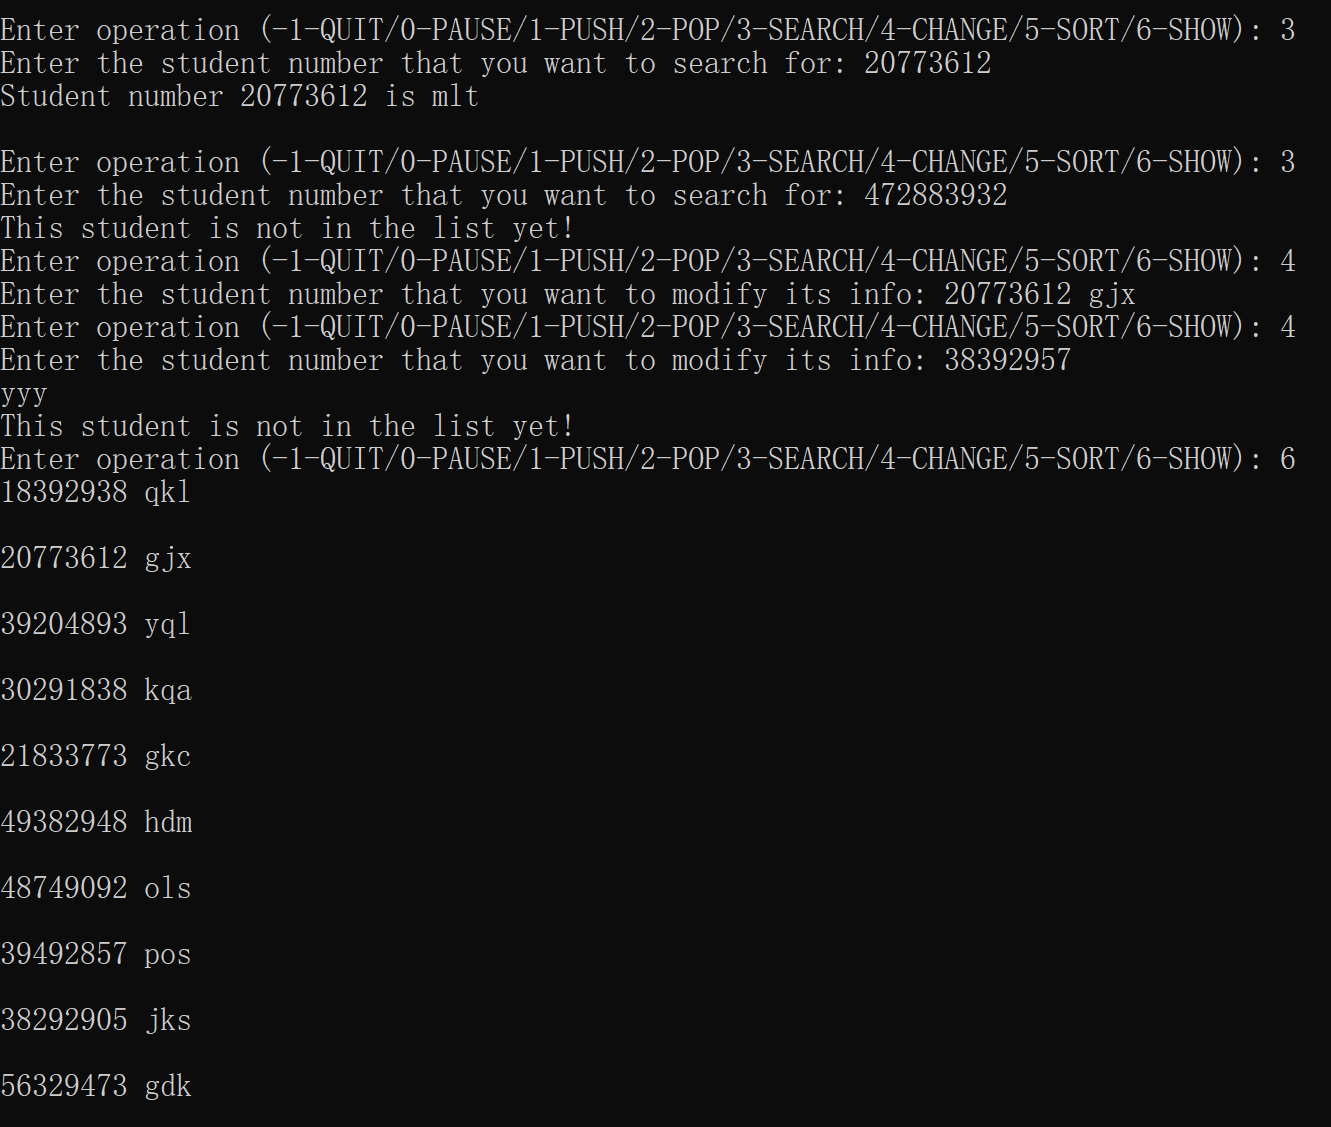 Enter operation (-1-QUIT/0-PAUSE/1-PUSH/2-POP/3-SEARCH/4-CHANGE/5-SORT/6-SHOW): 3
Enter the student number that you want to search for: 20773612
Student number 20773612 is mlt
Enter operation (-1-QUIT/0-PAUSE/1-PUSH/2-POP/3-SEARCH/4-CHANGE/5-SORT/6-SHOW): 3
Enter the student number that you want to search for: 472883932
This student is not in the list yet!
Enter operation (-1-QUIT/0-PAUSE/1-PUSH/2-POP/3-SEARCH/4-CHANGE/5-SORT/6-SHOW): 4
Enter the student number that you want to modify its info: 20773612 gjx
Enter operation (-1-QUIT/0-PAUSE/1-PUSH/2-POP/3-SEARCH/4-CHANGE/5-SORT/6-SHOW): 4
Enter the student number that you want to modify its info: 38392957
yyy
This student is not in the list yet!
Enter operation (-1-QUIT/0-PAUSE/1-PUSH/2-POP/3-SEARCH/4-CHANGE/5-SORT/6-SHOW): 6
18392938 qkl
20773612 gjx
39204893 yql
30291838 kqa
21833773 gkc
49382948 hdm
48749092 ols
39492857 pos
38292905 jks
56329473 gdk